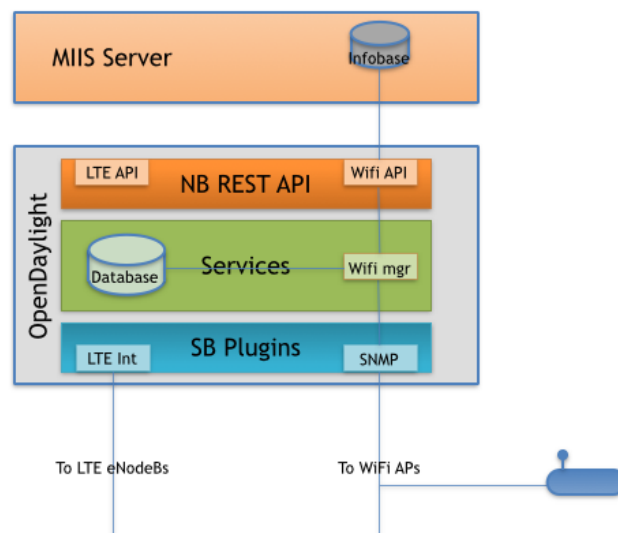 MIIS Server
Infobase
OpenDaylight
LTE API
NB REST API
Wifi API
Database
Services
Wifi mgr
LTE Int
SB Plugins
SNMP
To LTE eNodeBs
To WiFi APs